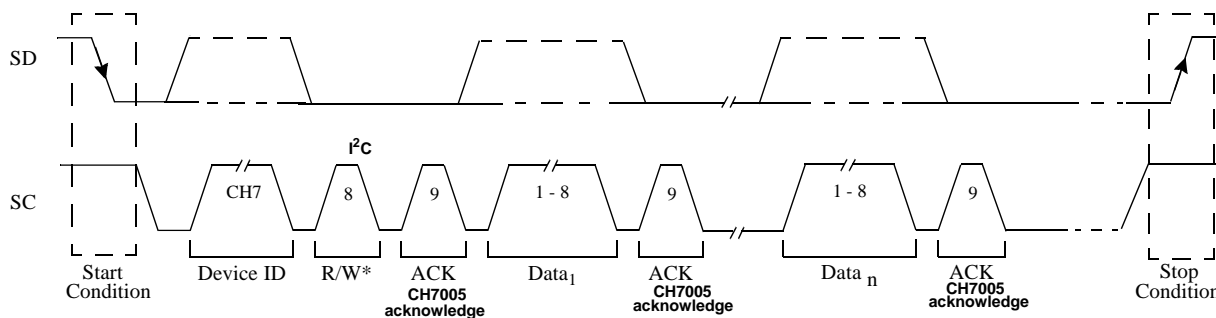 SD
I²C
SC
CH7
8
9
1 - 8
9
1 - 8
9
Start
Condition
Device ID
R/W*
ACK
CH7005
acknowledge
Data1
ACK
CH7005
acknowledge
Data n
ACK
CH7005
acknowledge
Stop
Condition